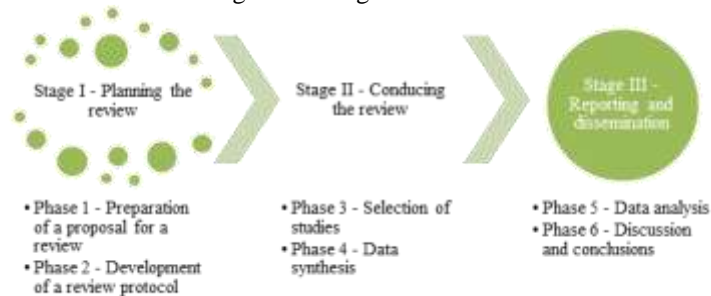 Stage I - Planning the
review
Stage II - Conducing
the review
Stage III -
Reporting and
dissemination
• Phase 1 - Preparation
of a proposal for a
review
• Phase 2 - Development
of a review protocol
• Phase 3 - Selection of
studies
• Phase 4 - Data
synthesis
• Phase 5 - Data analysis
• Phase 6 - Discussion
and conclusions